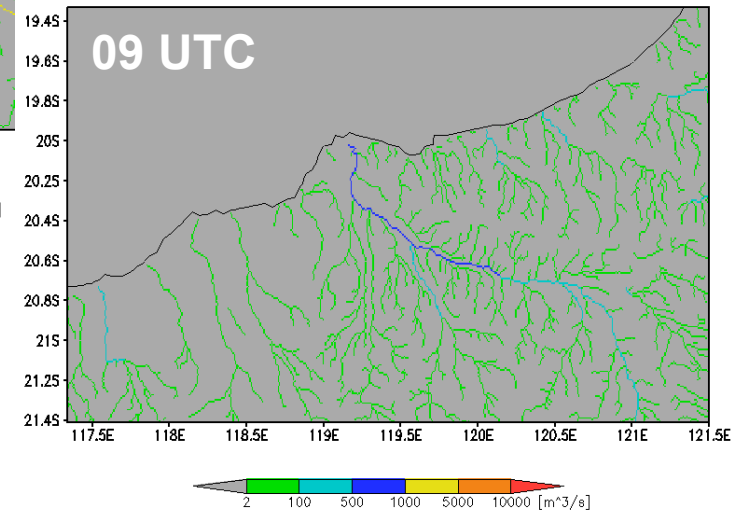 09 UTC
19.4S
19.6S
19.8S
20S
20.2S
20.4S
20.6S
20.8S
21S
21.2S
21.4S
117.5E 118E 118.5E 119E 119.5E 120E 120.5E 121E 121.5E
2 100 500 1000 5000 10000 [m^3/s]